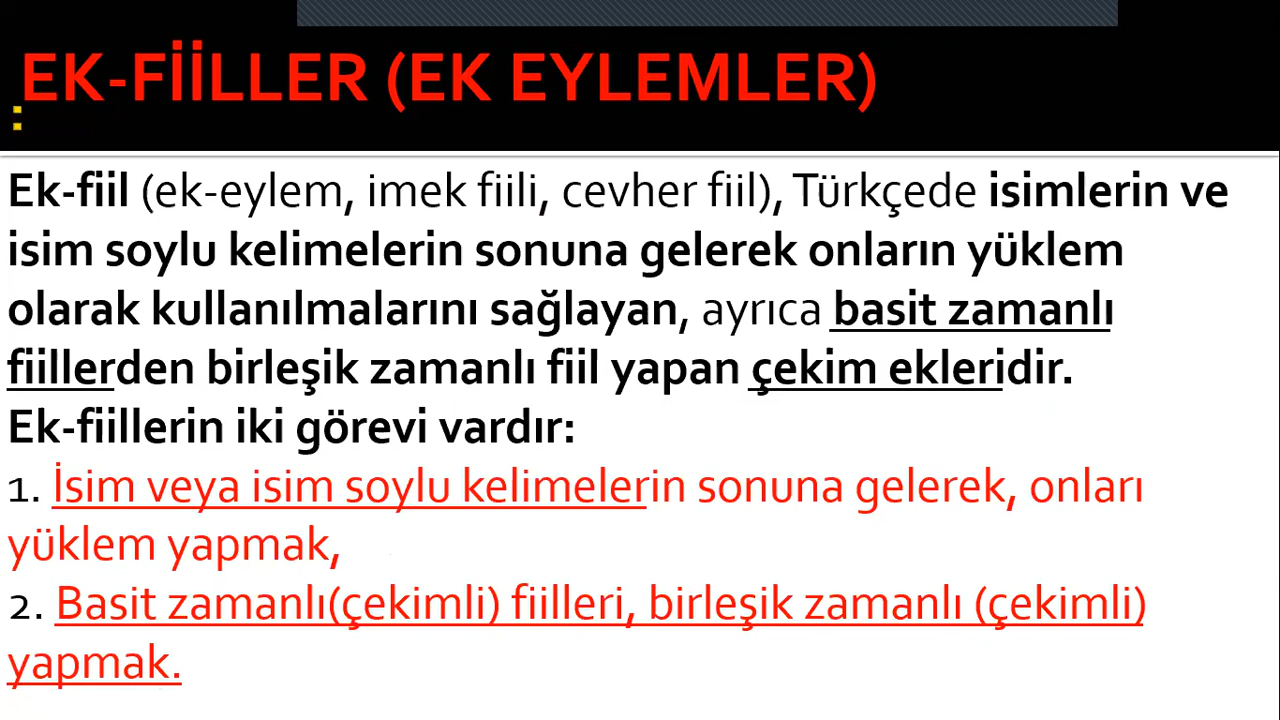 EK-FİİLLER (EK EYLEMLER)
:
Ek-fiil (ek-eylem, imek fiili, cevher fiil), Türkçede isimlerin ve
isim soylu kelimelerin sonuna gelerek onların yüklem
olarak kullanılmalarını sağlayan, ayrıca basit zamanlı
fiillerden birleşik zamanlı fiil yapan çekim ekleridir.
Ek-fiillerin iki görevi vardır:
1. İsim veya isim soylu kelimelerin sonuna gelerek, onları
yüklem yapmak,
2. Basit zamanlı(çekimli) fiilleri, birleşik zamanlı (çekimli)
yapmak.